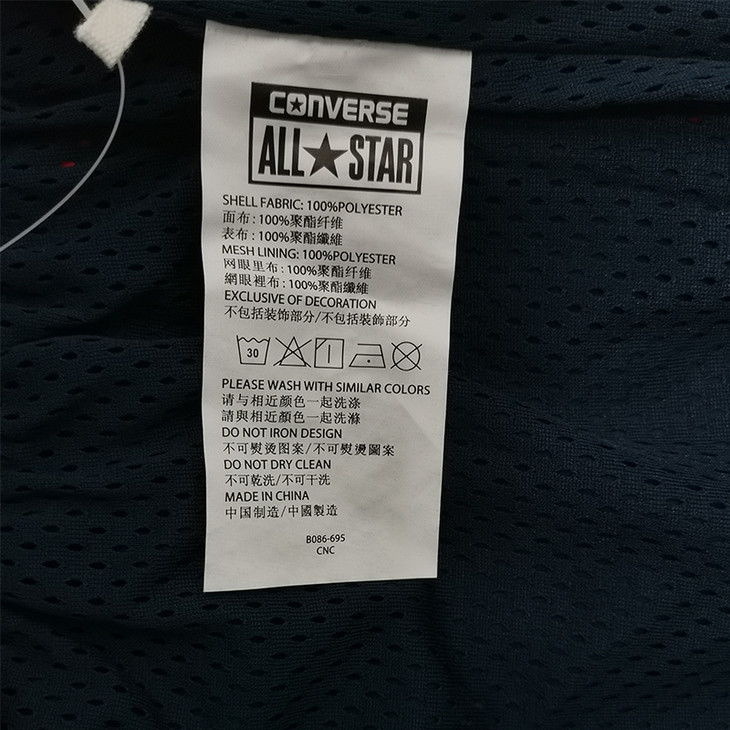 CONVERSE
ALL★STAR
SHELL FABRIC: 100%POLYESTER
面布: 100%聚酯纤维
表布: 100%聚酯纖維
MESH LINING: 100%POLYESTER
网眼里布: 100%聚酯纤维
網眼裡布: 100%聚酯纖維
EXCLUSIVE OF DECORATION
不包括装饰部分/不包括裝飾部分
30
PLEASE WASH WITH SIMILAR COLORS
请与相近颜色一起洗涤
請與相近顏色一起洗滌
DO NOT IRON DESIGN
不可熨烫图案/不可熨燙圖案
DO NOT DRY CLEAN
不可乾洗/不可干洗
MADE IN CHINA
中国制造/中國製造
B086-695
CNC